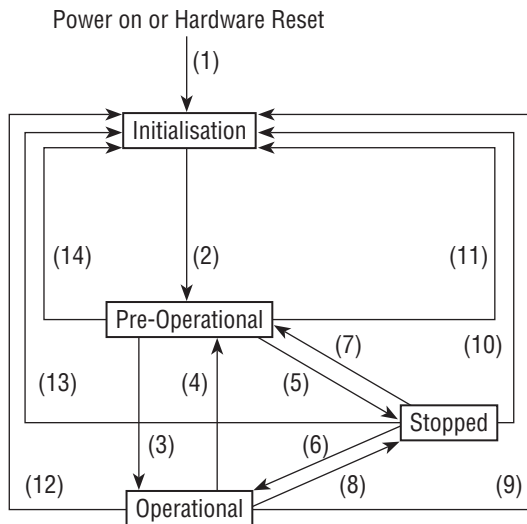 Power on or Hardware Reset
(1)
Initialisation
(14)
(2)
(11)
Pre-Operational
(7)
(10)
(13)
(4)
(5)
Stopped
(3)
(6)
(12)
Operational
(8)
(9)